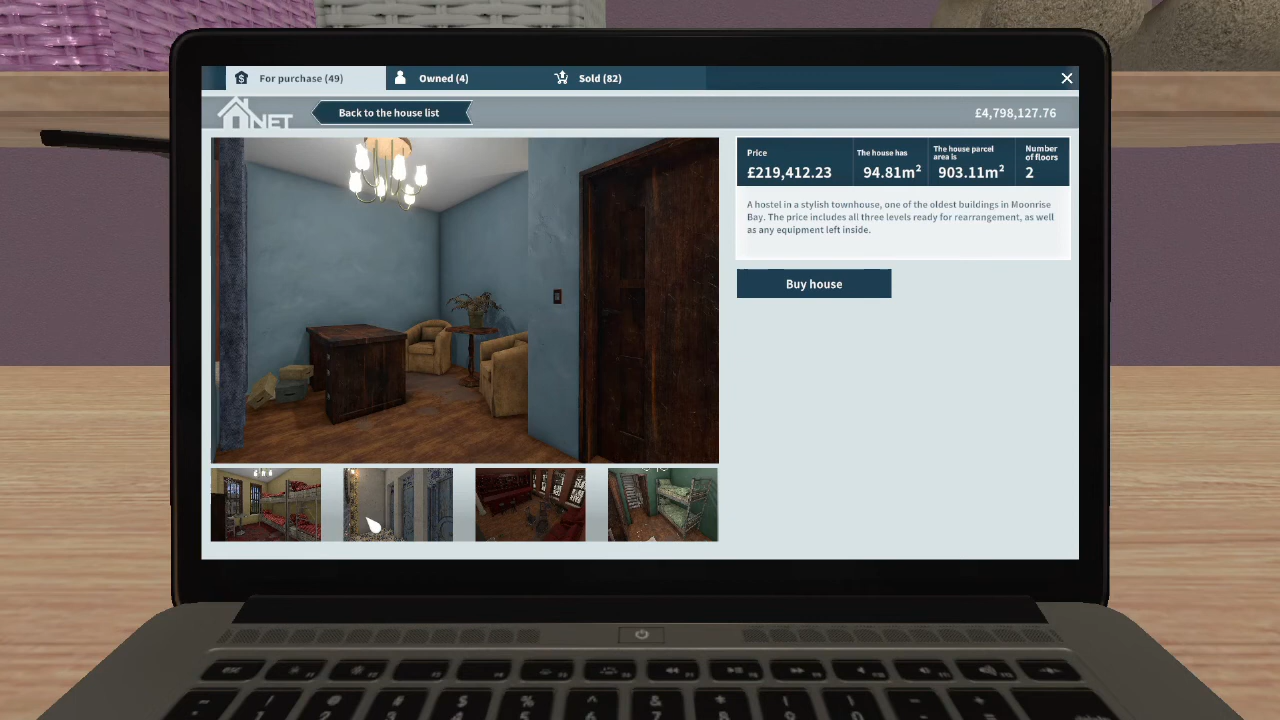 For purchase (49)
Owned (4)
Sold (82)
NET
Back to the house list
£4,798,127.76
Price
£219,412.23
The house has
94.81m²
The house parcel
area is
903.11m²
Number
of floors
2
A hostel in a stylish townhouse, one of the oldest buildings in Moonrise
Bay. The price includes all three levels ready for rearrangement, as well
as any equipment left inside.
Buy house
esc